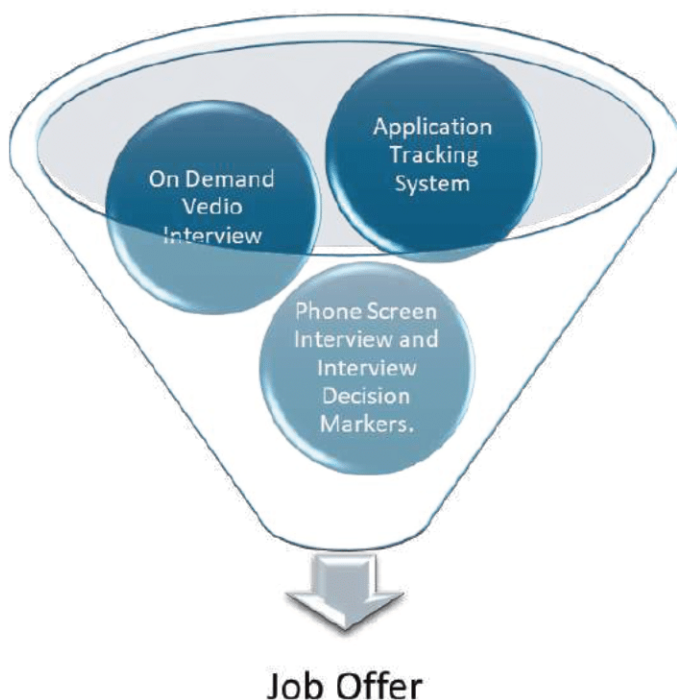 Application
Tracking
System
On Demand
Vedio
Interview
Phone Screen
Interview and
Interview
Decision
Markers.
Job Offer